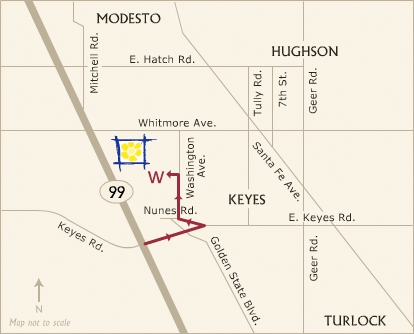 MODESTO
HUGHSON
Mitchell Rd.
E. Hatch Rd.
Tully Rd.
7th St.
Geer Rd.
Whitmore Ave.
Washington
Ave.
Santa Fe Ave.
W
99
KEYES
Nunes Rd.
E. Keyes Rd.
Keyes Rd.
Golden State Blvd.
Geer Rd.
N
Map not to scale
TURLOCK